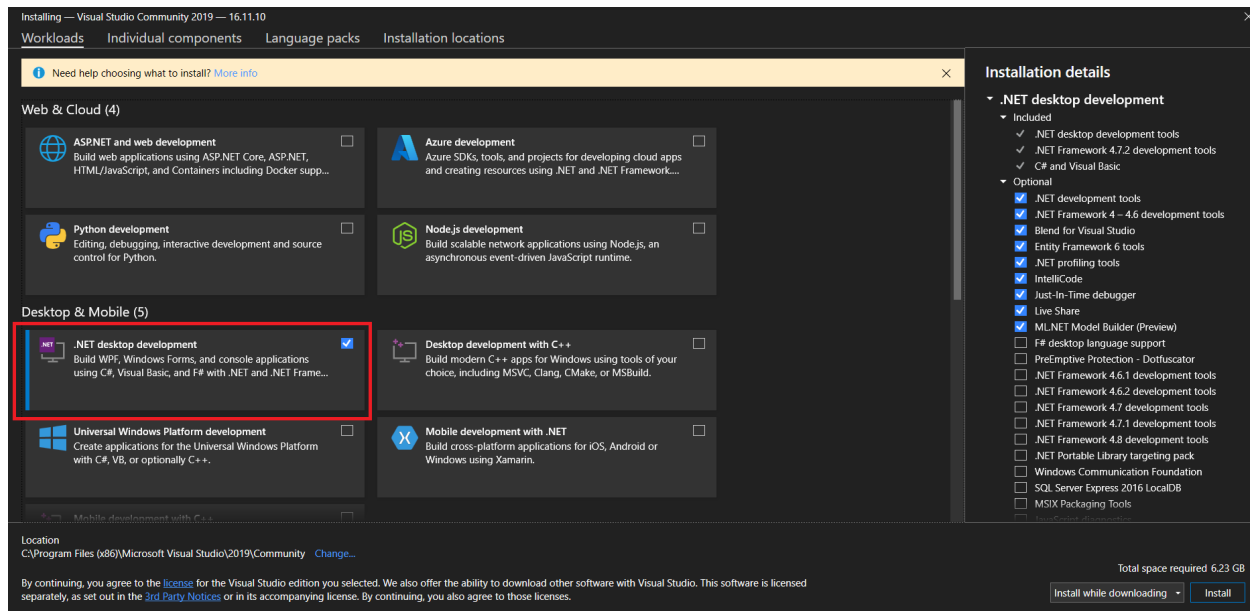 Installing — Visual Studio Community 2019 — 16.11.10
Workloads
Individual components
Language packs
Installation locations
Need help choosing what to install? More info
Web & Cloud (4)
ASP.NET and web development
Build web applications using ASP.NET Core, ASP.NET,
HTML/JavaScript, and Containers including Docker supp...
Azure development
Azure SDKs, tools, and projects for developing cloud apps
and creating resources using .NET and .NET Framework....
Python development
Editing, debugging, interactive development and source
control for Python.
Node.js development
Build scalable network applications using Node.js, an
asynchronous event-driven JavaScript runtime.
Desktop & Mobile (5)
.NET
.NET desktop development
Build WPF, Windows Forms, and console applications
using C#, Visual Basic, and F# with .NET and .NET Frame...
Desktop development with C++
Build modern C++ apps for Windows using tools of your
choice, including MSVC, Clang, CMake, or MSBuild.
Universal Windows Platform development
Create applications for the Universal Windows Platform
with C#, VB, or optionally C++.
Mobile development with .NET
Build cross-platform applications for iOS, Android or
Windows using Xamarin.
Mobile development with C++
Installation details
.NET desktop development
Included
.NET desktop development tools
.NET Framework 4.7.2 development tools
C# and Visual Basic
Optional
.NET development tools
.NET Framework 4 – 4.6 development tools
Blend for Visual Studio
Entity Framework 6 tools
.NET profiling tools
IntelliCode
Just-In-Time debugger
Live Share
ML.NET Model Builder (Preview)
F# desktop language support
PreEmptive Protection - Dotfuscator
.NET Framework 4.6.1 development tools
.NET Framework 4.6.2 development tools
.NET Framework 4.7 development tools
.NET Framework 4.7.1 development tools
.NET Framework 4.8 development tools
.NET Portable Library targeting pack
Windows Communication Foundation
SQL Server Express 2016 LocalDB
MSIX Packaging Tools
JavaScript diagnostics
Location
C:\Program Files (x86)\Microsoft Visual Studio\2019\Community Change...
By continuing, you agree to the license for the Visual Studio edition you selected. We also offer the ability to download other software with Visual Studio. This software is licensed
separately, as set out in the 3rd Party Notices or in its accompanying license. By continuing, you also agree to those licenses.
Total space required 6.23 GB
Install while downloading
Install